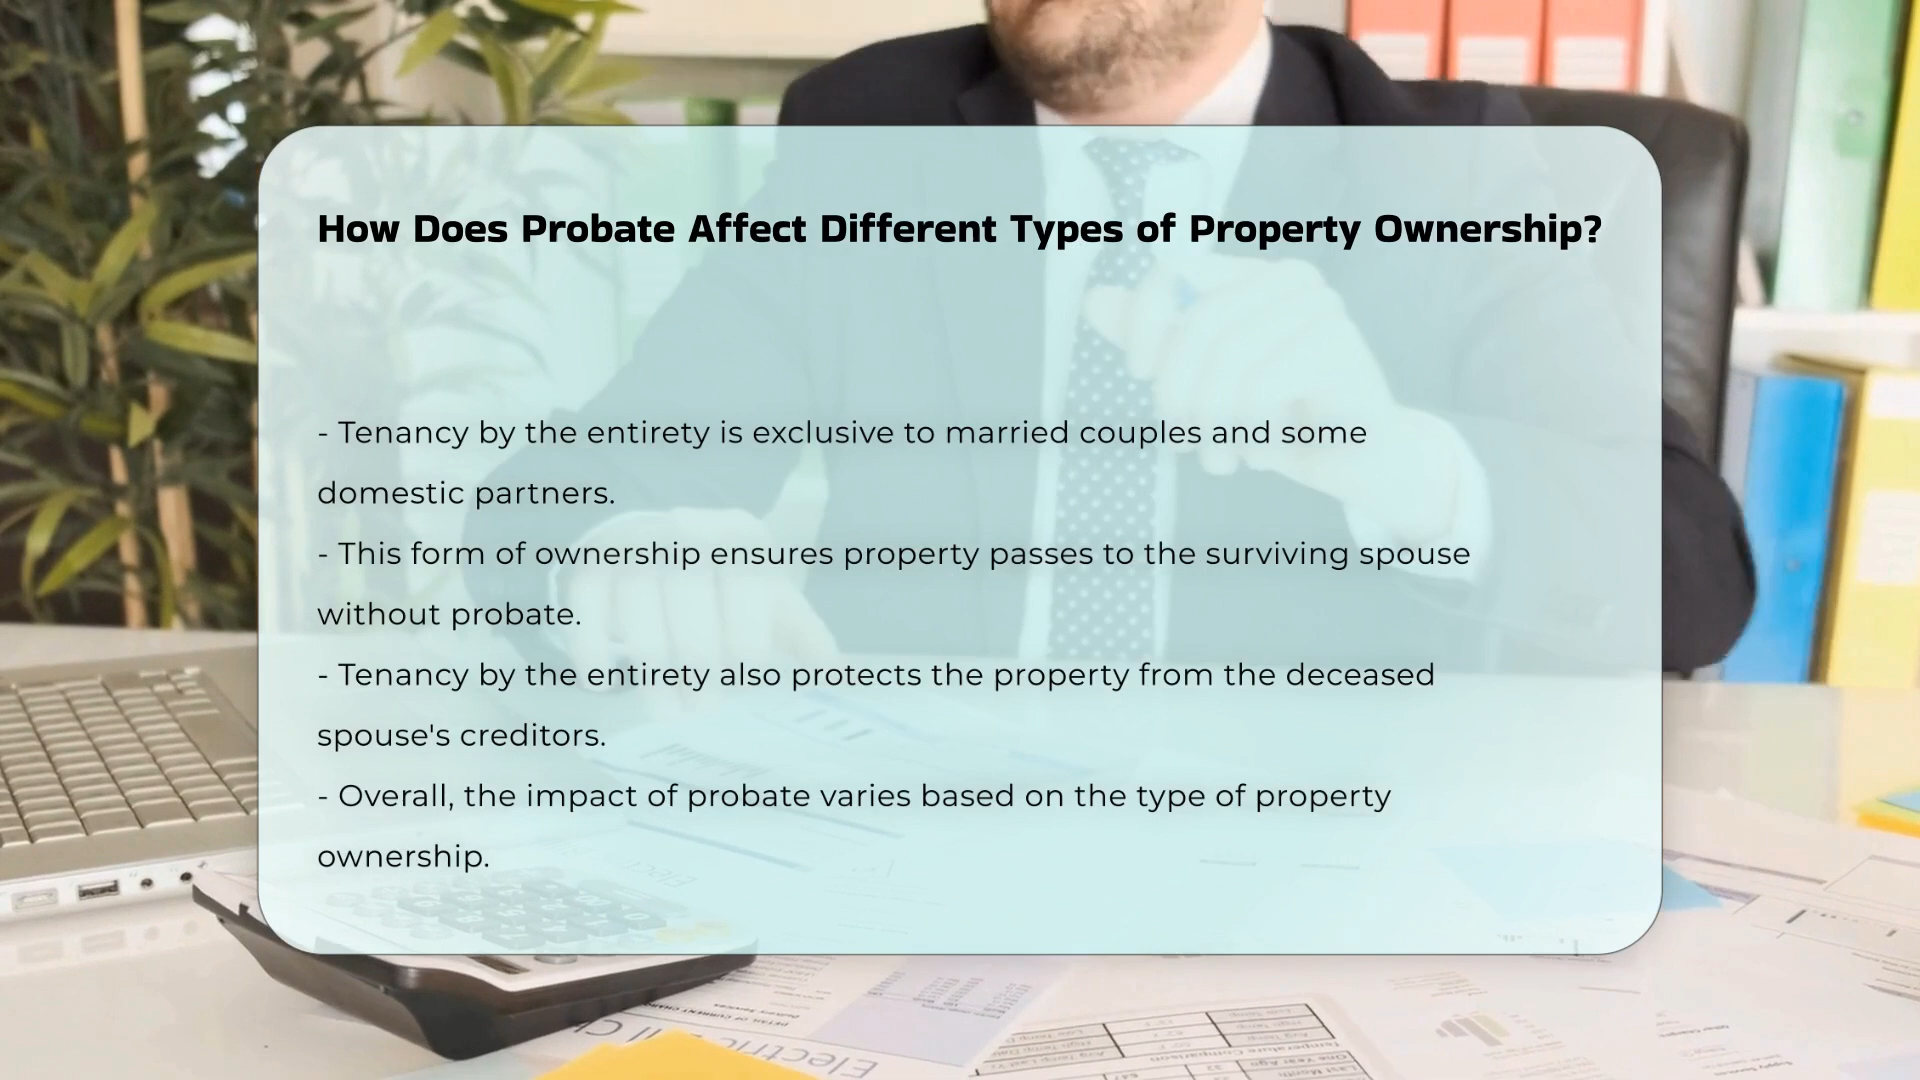 How Does Probate Affect Different Types of Property Ownership?
- Tenancy by the entirety is exclusive to married couples and some
domestic partners.
- This form of ownership ensures property passes to the surviving spouse
without probate.
- Tenancy by the entirety also protects the property from the deceased
spouse's creditors.
- Overall, the impact of probate varies based on the type of property
ownership.